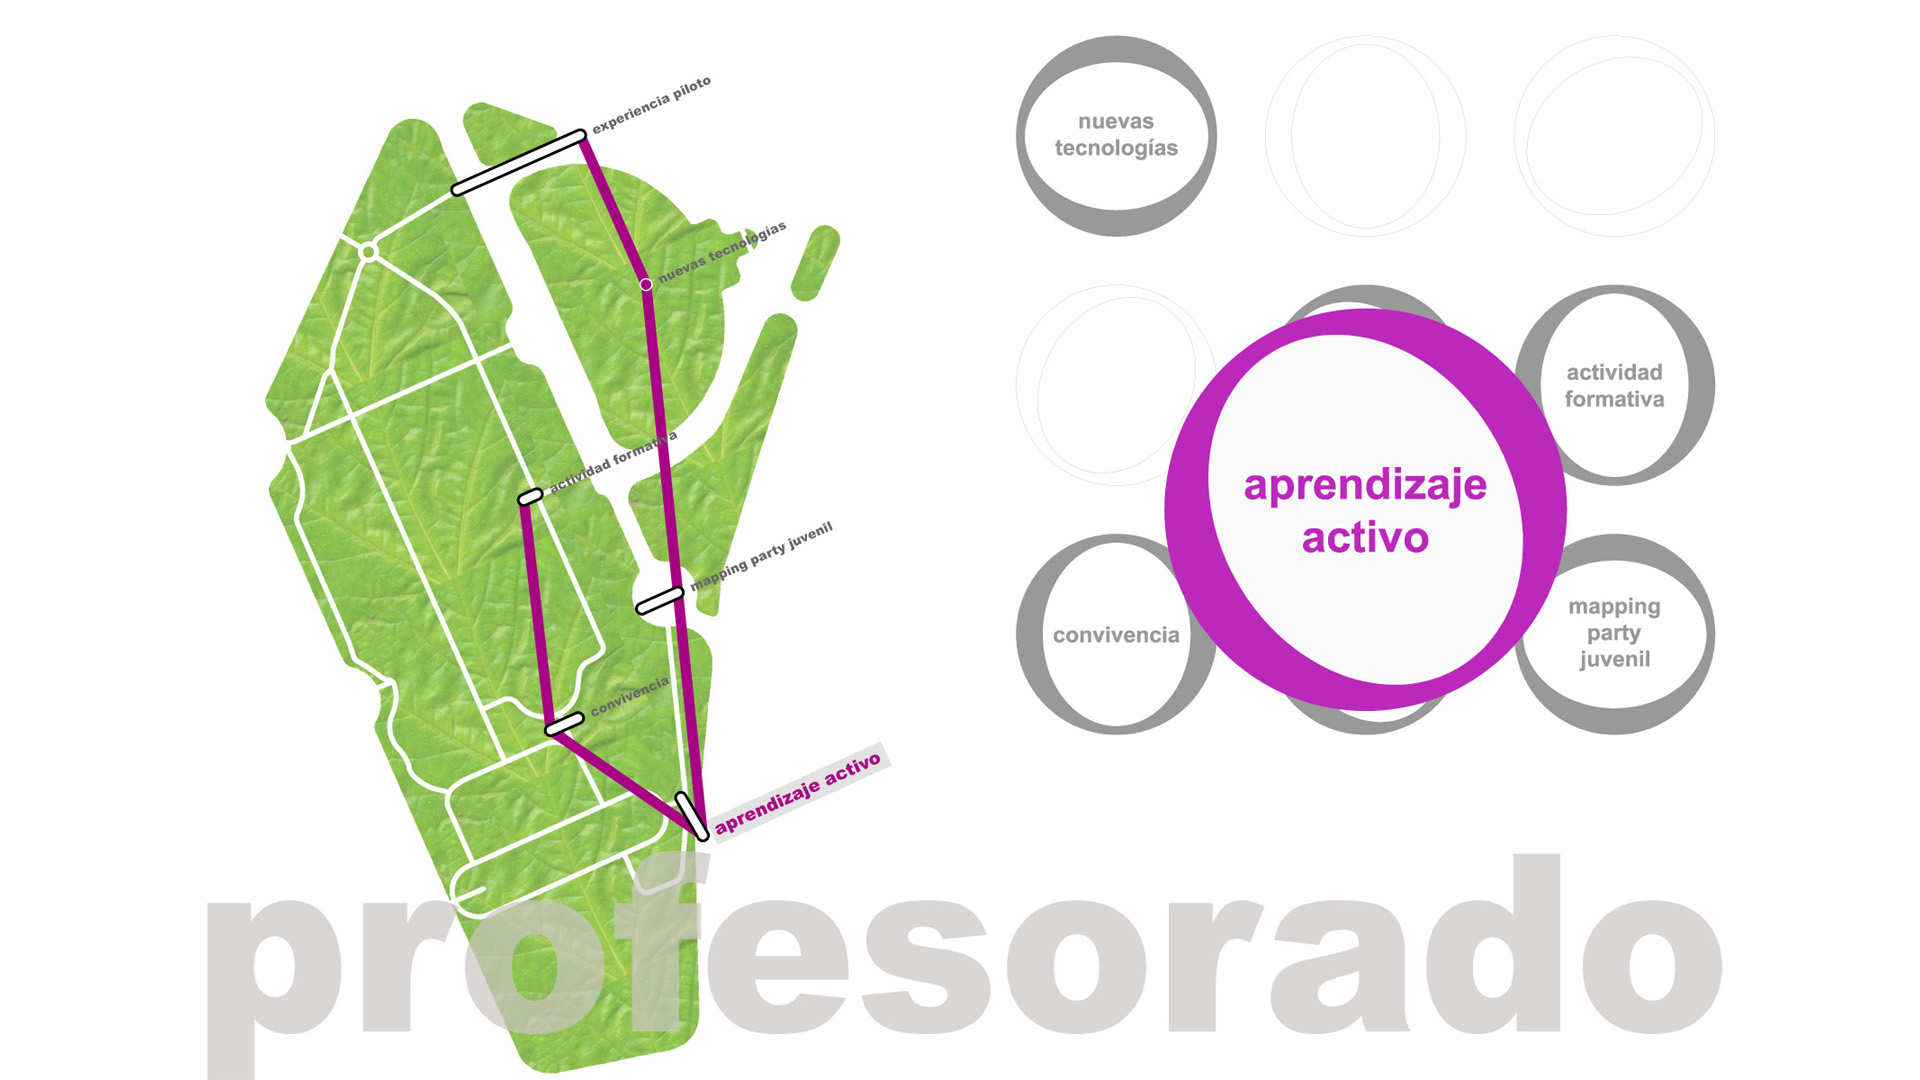 experiencia piloto
nuevas tecnologías
actividad formativa
mapping party juvenil
convivencia
aprendizaje activo
nuevas
tecnologías
actividad
formativa
aprendizaje
activo
convivencia
mapping
party
juvenil
profesorado